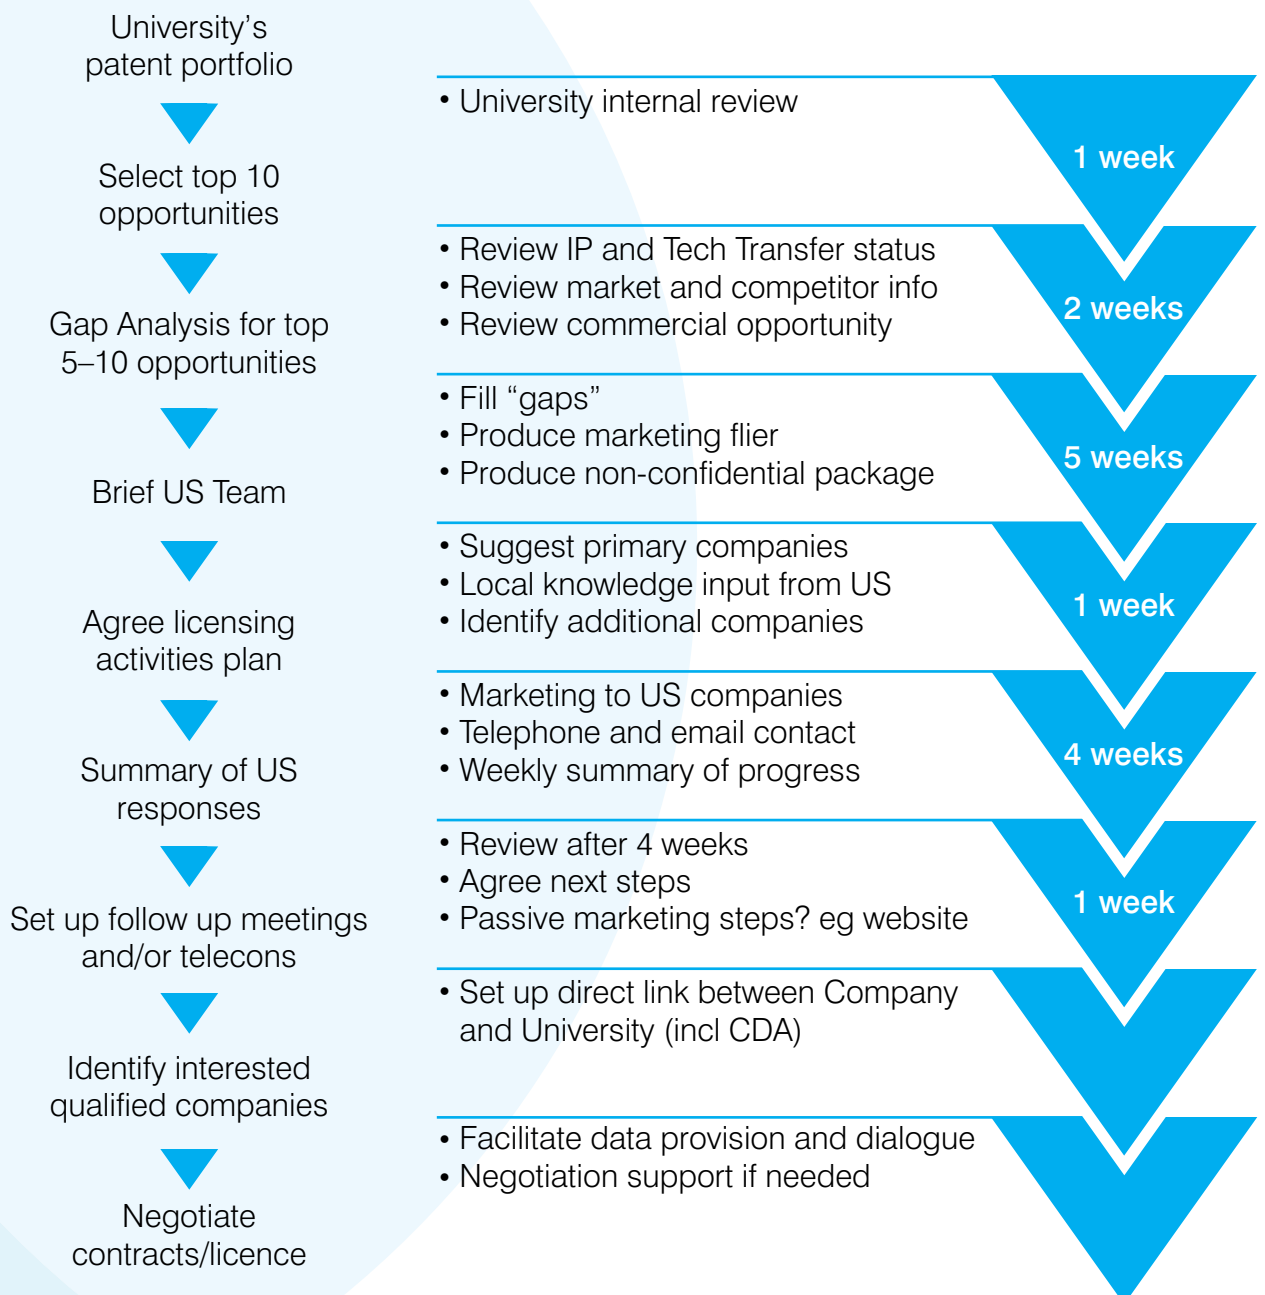 University’s
patent portfolio
Select top 10
opportunities
Gap Analysis for top
5–10 opportunities
Brief US Team
Agree licensing
activities plan
Summary of US
responses
Set up follow up meetings
and/or telecons
Identify interested
qualified companies
Negotiate
contracts/licence
• University internal review
1 week
• Review IP and Tech Transfer status
• Review market and competitor info
• Review commercial opportunity
2 weeks
• Fill “gaps”
• Produce marketing flier
• Produce non-confidential package
5 weeks
• Suggest primary companies
• Local knowledge input from US
• Identify additional companies
1 week
• Marketing to US companies
• Telephone and email contact
• Weekly summary of progress
4 weeks
• Review after 4 weeks
• Agree next steps
• Passive marketing steps? eg website
1 week
• Set up direct link between Company
and University (incl CDA)
• Facilitate data provision and dialogue
• Negotiation support if needed